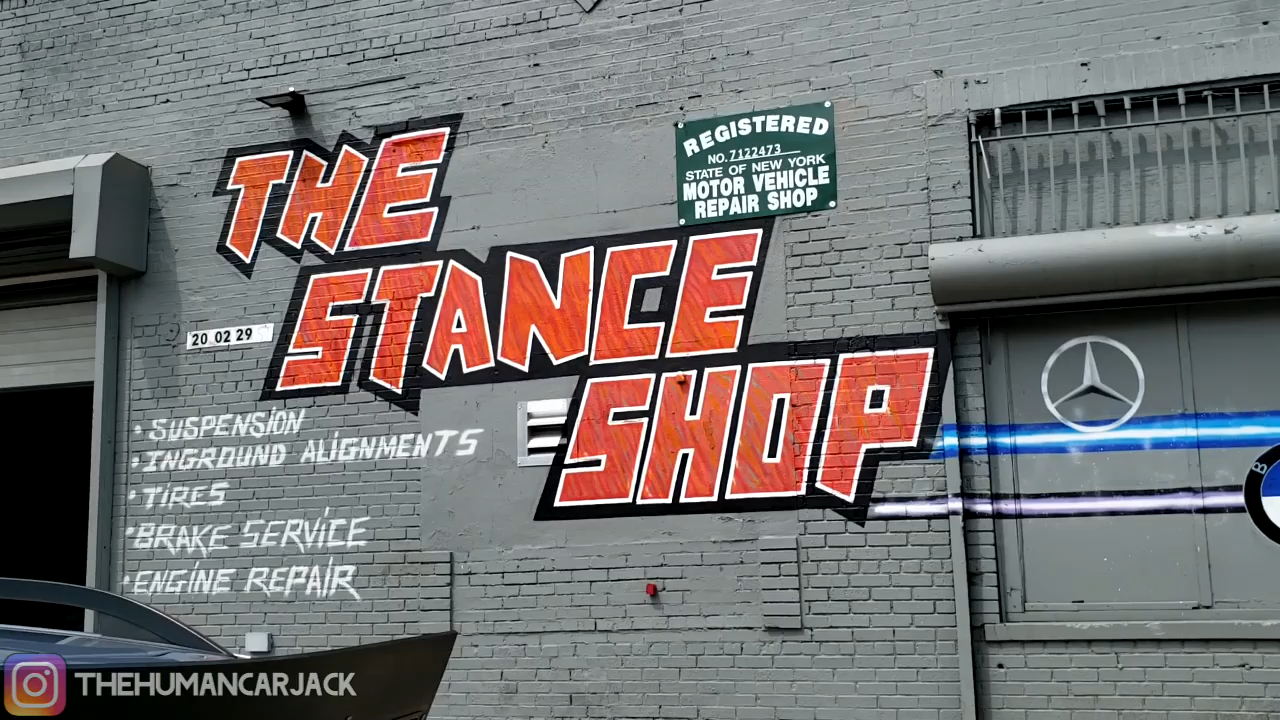 THE
STANCE
SHOP
REGISTERED
NO. 7122473
STATE OF NEW YORK
MOTOR VEHICLE
REPAIR SHOP
20 02 29
• SUSPENSION
• INGROUND ALIGNMENTS
• TIRES
• BRAKE SERVICE
• ENGINE REPAIR
B
THEHUMANCARJACK